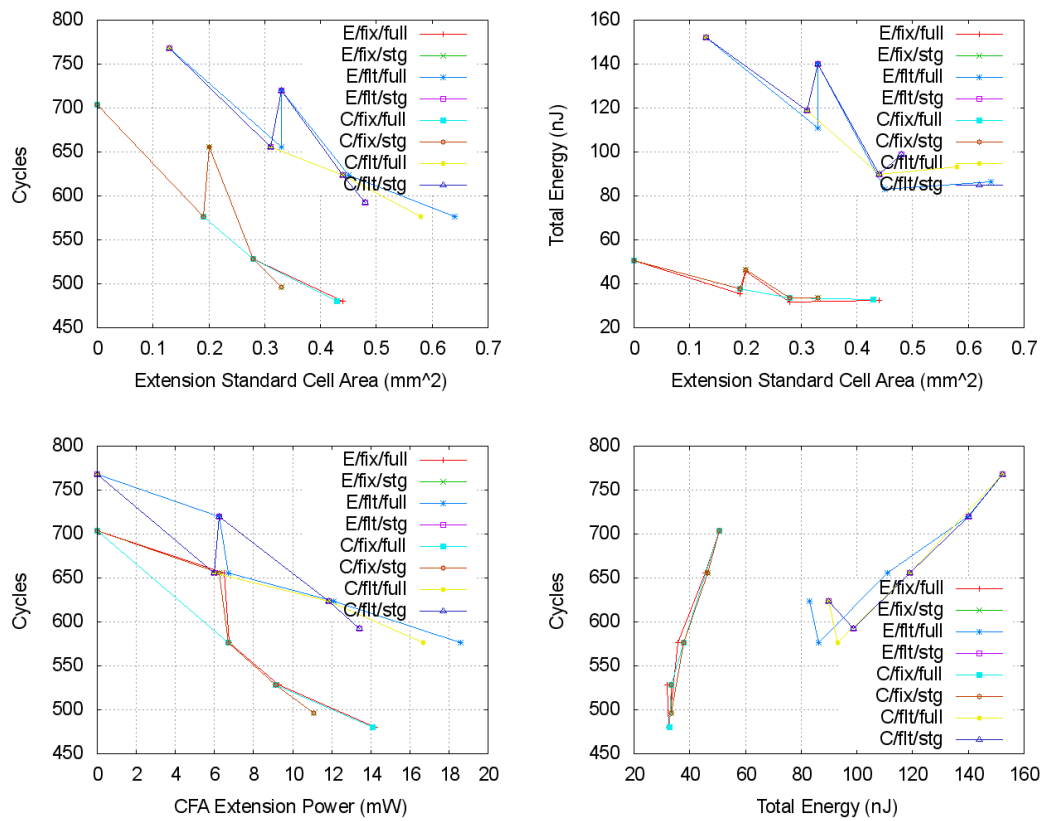 800
750
700
650
600
550
500
450
Cycles
E/fix/full
E/fix/stg
E/flt/full
E/flt/stg
C/fix/full
C/fix/stg
C/flt/full
C/flt/stg
0 0.1 0.2 0.3 0.4 0.5 0.6 0.7
Extension Standard Cell Area (mm^2)
160
140
120
100
80
60
40
20
Total Energy (nJ)
E/fix/full
E/fix/stg
E/flt/full
E/flt/stg
C/fix/full
C/fix/stg
C/flt/full
C/flt/stg
0 0.1 0.2 0.3 0.4 0.5 0.6 0.7
Extension Standard Cell Area (mm^2)
800
750
700
650
600
550
500
450
Cycles
E/fix/full
E/fix/stg
E/flt/full
E/flt/stg
C/fix/full
C/fix/stg
C/flt/full
C/flt/stg
0 2 4 6 8 10 12 14 16 18 20
CFA Extension Power (mW)
800
750
700
650
600
550
500
450
Cycles
E/fix/full
E/fix/stg
E/flt/full
E/flt/stg
C/fix/full
C/fix/stg
C/flt/full
C/flt/stg
20 40 60 80 100 120 140 160
Total Energy (nJ)